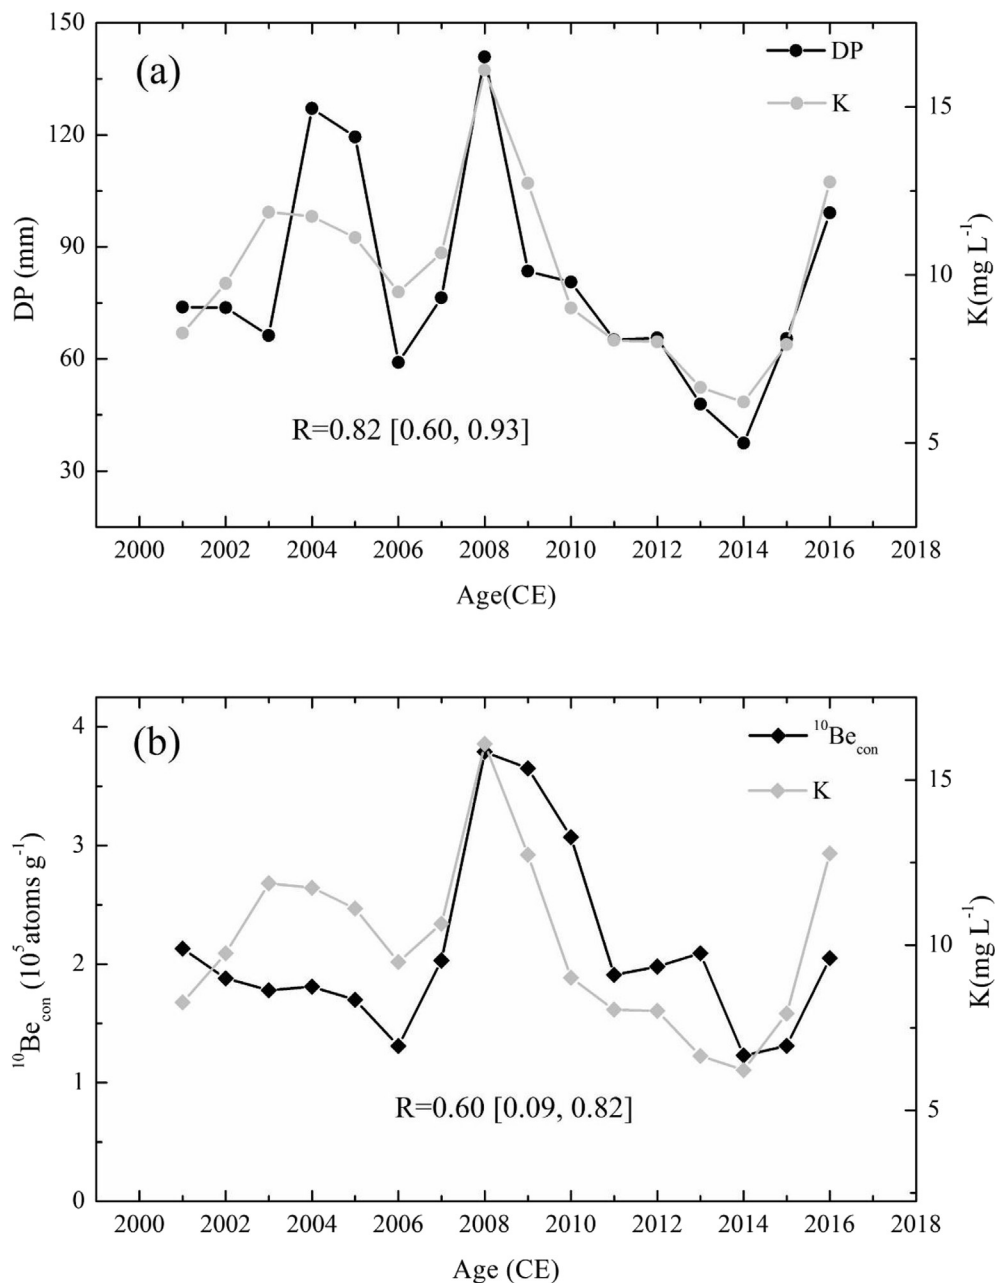 (a)
DP
K
150
120
90
60
30
DP (mm)
15
10
5
K(mg L⁻¹)
R=0.82 [0.60, 0.93]
2000 2002 2004 2006 2008 2010 2012 2014 2016 2018
Age(CE)
(b)
¹⁰Be_con
K
4
3
2
1
0
¹⁰Be_con (10⁵atoms g⁻¹)
15
10
5
K(mg L⁻¹)
R=0.60 [0.09, 0.82]
2000 2002 2004 2006 2008 2010 2012 2014 2016 2018
Age (CE)